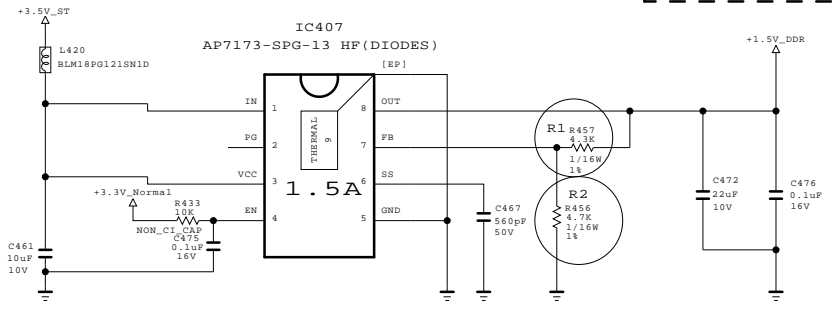 +3.5V_ST
L420
BLM18PG121SN1D
IC407
AP7173-SPG-13 HF(DIODES)
[EP]
+1.5V_DDR
IN
1
8
OUT
THERMAL
9
PG
2
7
FB
VCC
3
6
SS
1.5A
EN
4
5
GND
+3.3V_Normal
R433
10K
NON_CI_CAP
C475
0.1uF
16V
C461
10uF
10V
C467
560pF
50V
R1
R457
4.3K
1/16W
1%
R2
R456
4.7K
1/16W
1%
C472
22uF
10V
C476
0.1uF
16V